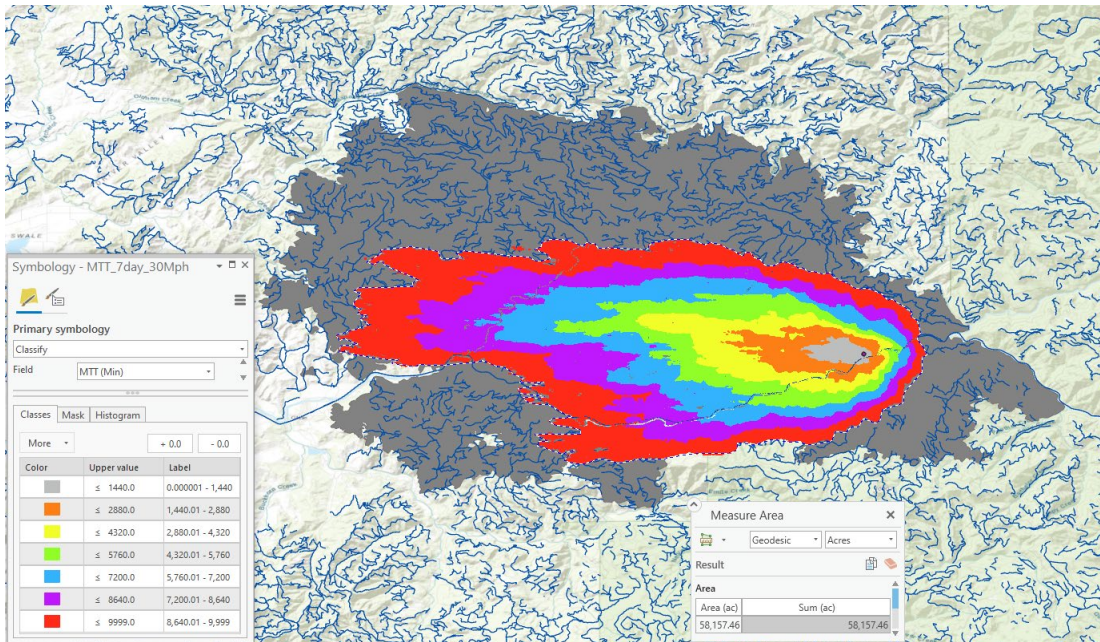 SWALE
Symbology - MTT_7day_30Mph
Primary symbology
Classify
Field MTT (Min)
Classes Mask Histogram
More + 0.0 - 0.0
Color Upper value Label
≤ 1440.0 0.000001 - 1,440
≤ 2880.0 1,440.01 - 2,880
≤ 4320.0 2,880.01 - 4,320
≤ 5760.0 4,320.01 - 5,760
≤ 7200.0 5,760.01 - 7,200
≤ 8640.0 7,200.01 - 8,640
≤ 9999.0 8,640.01 - 9,999
Measure Area
Geodesic Acres
Result
Area
Area (ac) Sum (ac)
58,157.46 58,157.46